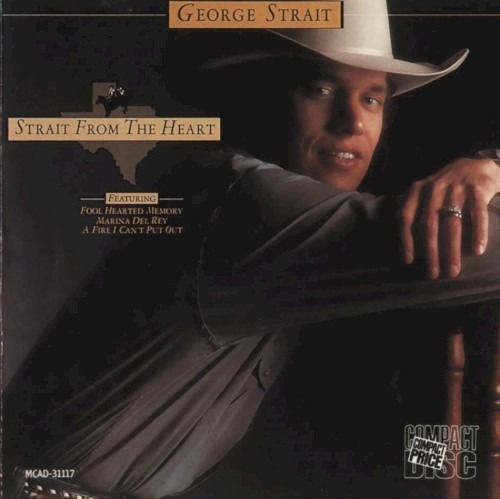 GEORGE STRAIT
STRAIT FROM THE HEART
FEATURING
FOOL HEARTED MEMORY
MARINA DEL REY
A FIRE I CAN'T PUT OUT
COMPACT
COMPACT
PRICE
DISC
MCAD-31117